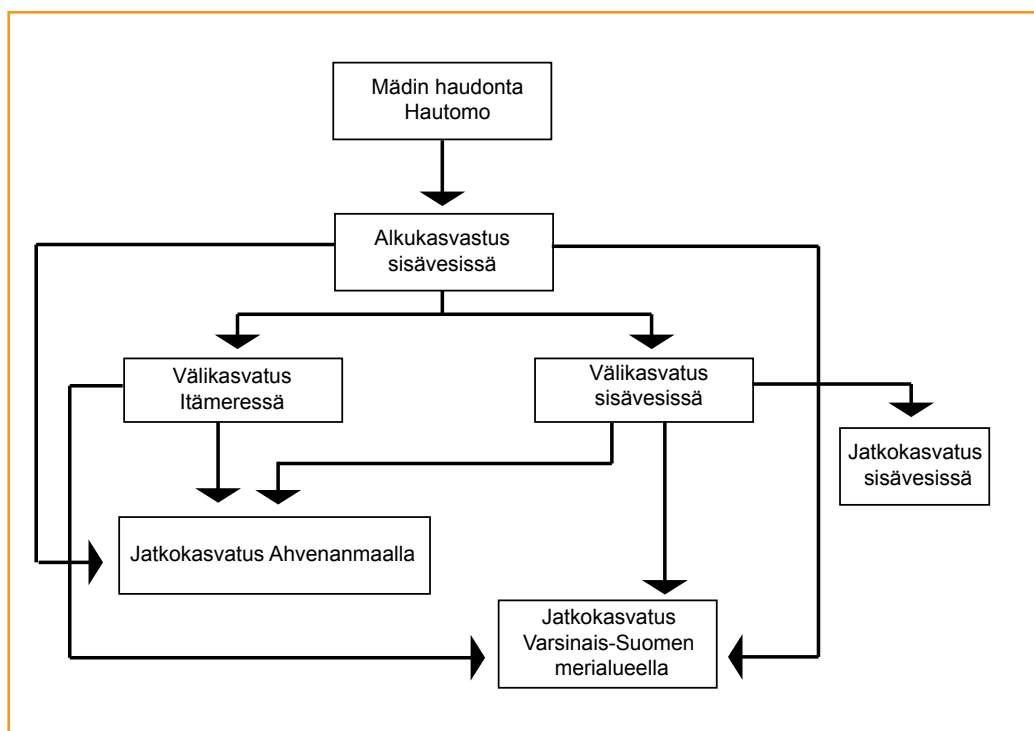 Mädin haudonta
Hautomo
Alkukasvastus
sisävesissä
Välikasvatus
Itämeressä
Välikasvatus
sisävesissä
Jatkokasvatus
sisävesissä
Jatkokasvatus Ahvenanmaalla
Jatkokasvatus
Varsinais-Suomen
merialueella